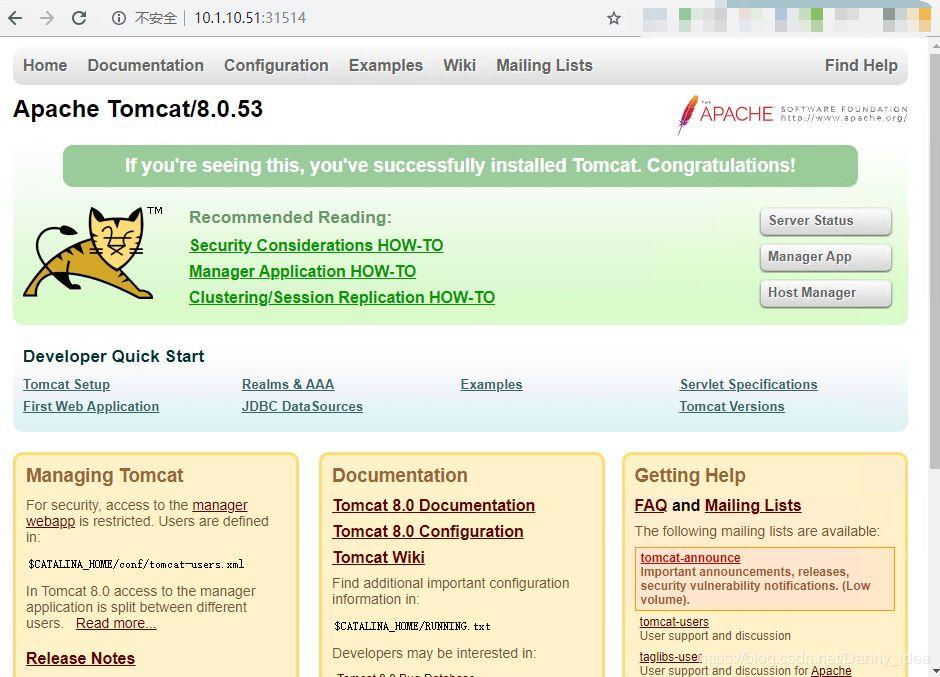 不安全 | 10.1.10.51:31514
Home Documentation Configuration Examples Wiki Mailing Lists Find Help
Apache Tomcat/8.0.53
THE APACHE SOFTWARE FOUNDATION
http://www.apache.org/
If you're seeing this, you've successfully installed Tomcat. Congratulations!
TM
Recommended Reading:
Security Considerations HOW-TO
Manager Application HOW-TO
Clustering/Session Replication HOW-TO
Server Status
Manager App
Host Manager
Developer Quick Start
Tomcat Setup
First Web Application
Realms & AAA
JDBC DataSources
Examples
Servlet Specifications
Tomcat Versions
Managing Tomcat
For security, access to the manager
webapp is restricted. Users are defined
in:
$CATALINA_HOME/conf/tomcat-users.xml
In Tomcat 8.0 access to the manager
application is split between different
users. Read more...
Release Notes
Documentation
Tomcat 8.0 Documentation
Tomcat 8.0 Configuration
Tomcat Wiki
Find additional important configuration
information in:
$CATALINA_HOME/RUNNING.txt
Developers may be interested in:
Tomcat 8.0 Bug Database
Getting Help
FAQ and Mailing Lists
The following mailing lists are available:
tomcat-announce
Important announcements, releases,
security vulnerability notifications. (Low
volume).
tomcat-users
User support and discussion
taglibs-user
User support and discussion for Apache
https://blog.csdn.net/Danny_idea